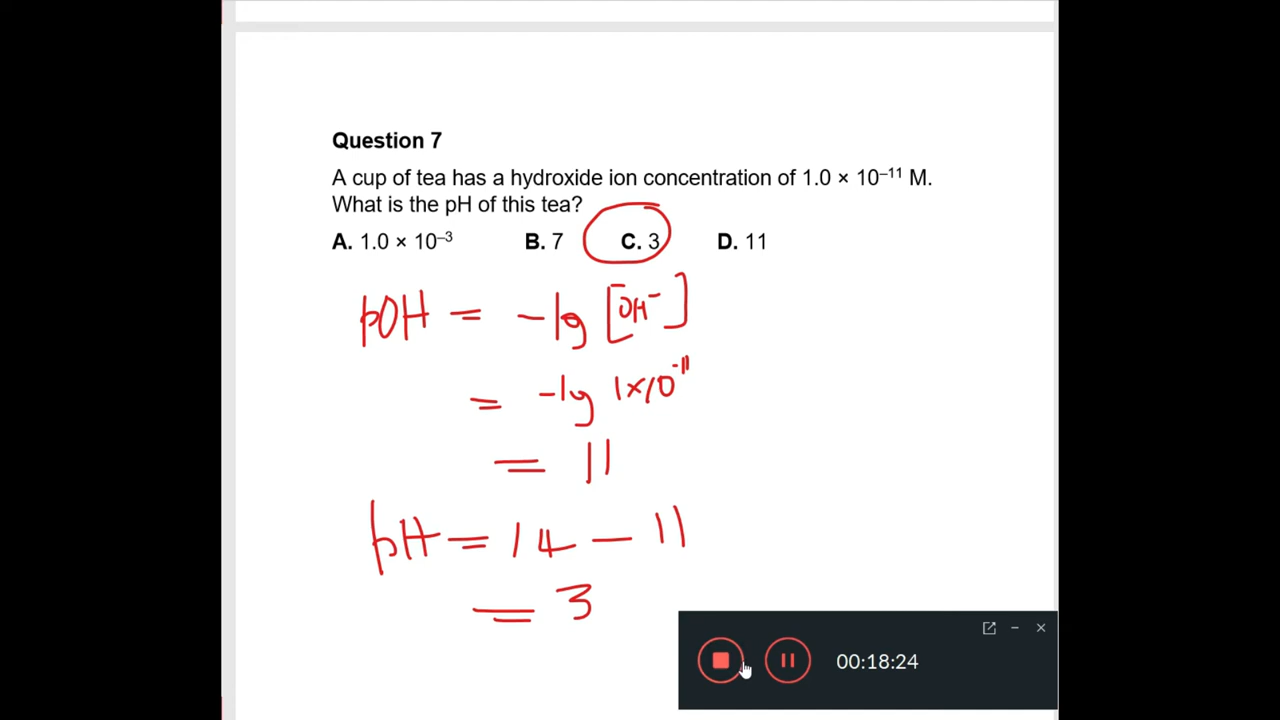 Question 7
A cup of tea has a hydroxide ion concentration of 1.0 × 10⁻¹¹ M.
What is the pH of this tea?
A. 1.0 × 10⁻³ B. 7 C. 3 D. 11
pOH = -lg [OH⁻]
= -lg 1×10⁻¹¹
= 11
pH = 14 - 11
= 3
00:18:24